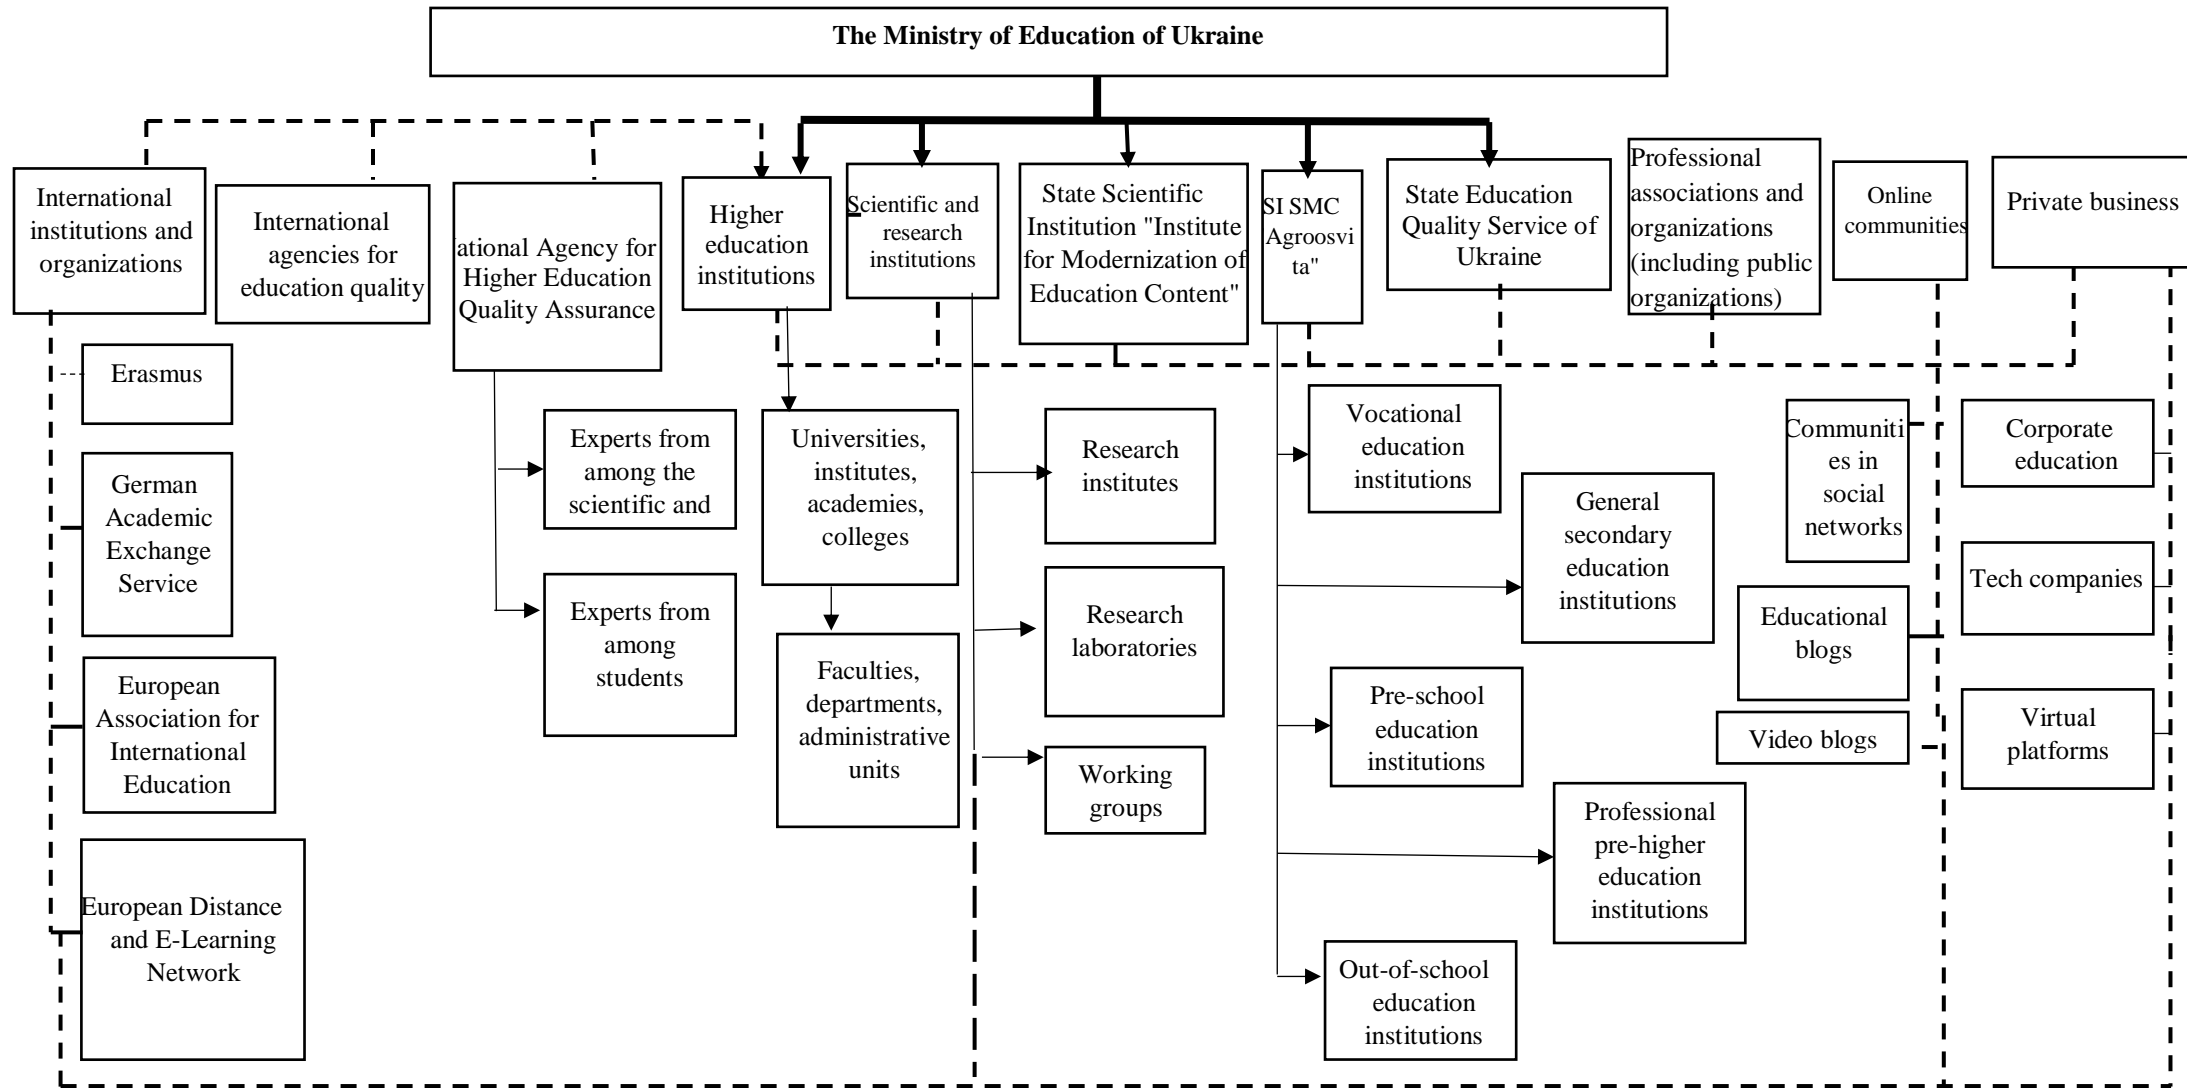 The Ministry of Education of Ukraine
International
institutions and
organizations
International
agencies for
education quality
ational Agency for
Higher Education
Quality Assurance
Higher
education
institutions
Scientific and
research
institutions
State Scientific
Institution "Institute
for Modernization of
Education Content"
SI SMC
Agroosvi
ta"
State Education
Quality Service of
Ukraine
Professional
associations and
organizations
(including public
organizations)
Online
communities
Private business
Erasmus
German
Academic
Exchange
Service
European
Association for
International
Education
European Distance
and E-Learning
Network
Experts from
among the
scientific and
Experts from
among
students
Universities,
institutes,
academies,
colleges
Faculties,
departments,
administrative
units
Research
institutes
Research
laboratories
Working
groups
Vocational
education
institutions
General
secondary
education
institutions
Pre-school
education
institutions
Professional
pre-higher
education
institutions
Out-of-school
education
institutions
Communiti
es in
social
networks
Educational
blogs
Video blogs
Corporate
education
Tech companies
Virtual
platforms